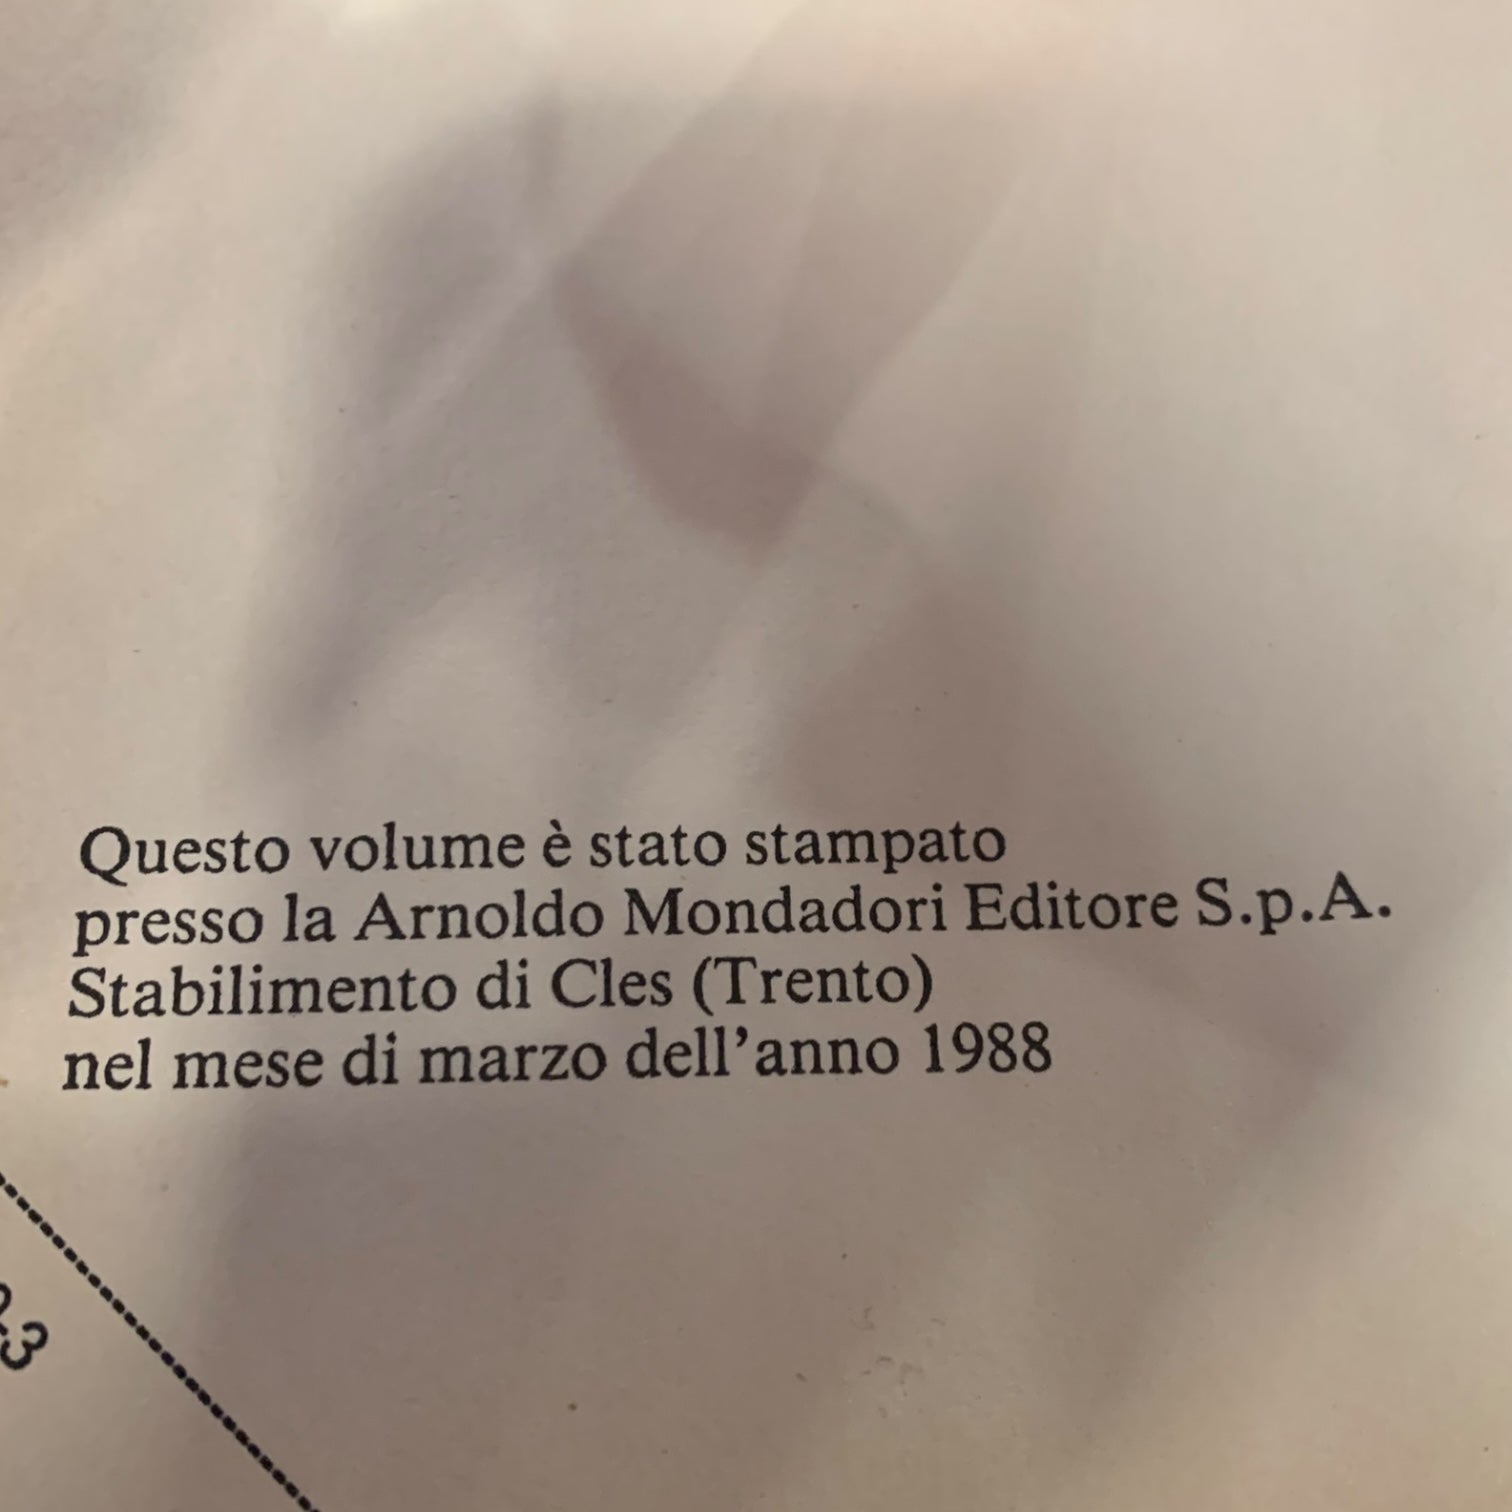 Questo volume è stato stampato
presso la Arnoldo Mondadori Editore S.p.A.
Stabilimento di Cles (Trento)
nel mese di marzo dell'anno 1988